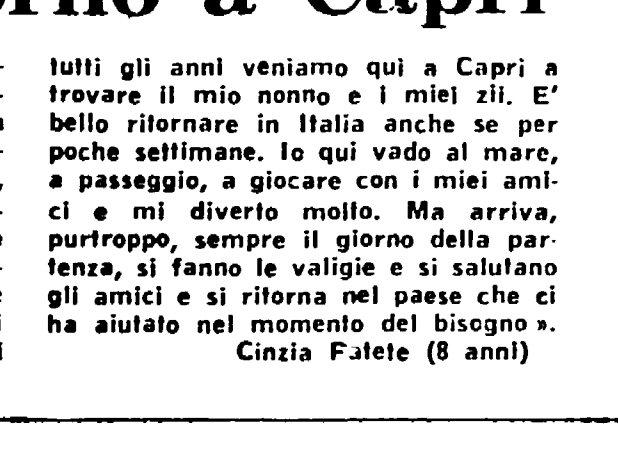 rno a Capri
tutti gli anni veniamo qui a Capri a
trovare il mio nonno e i miei zii. E'
bello ritornare in Italia anche se per
poche settimane. Io qui vado al mare,
a passeggio, a giocare con i miei ami-
ci e mi diverto molto. Ma arriva,
purtroppo, sempre il giorno della par-
tenza, si fanno le valigie e si salutano
gli amici e si ritorna nel paese che ci
ha aiutato nel momento del bisogno ».
Cinzia Fatete (8 anni)